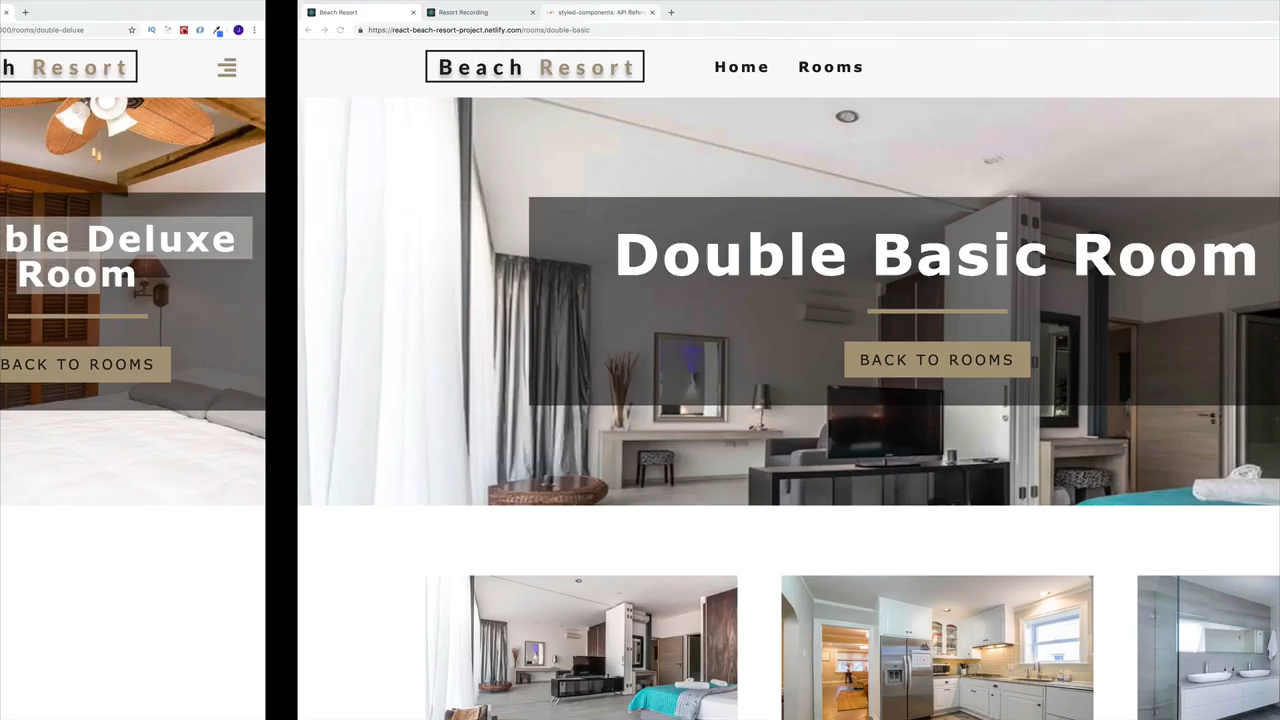 000/rooms/double-deluxe
h Resort
ble Deluxe
Room
BACK TO ROOMS
Beach Resort
Resort Recording
styled-components: API Refer
https://react-beach-resort-project.netlify.com/rooms/double-basic
Beach Resort
Home
Rooms
Double Basic Room
BACK TO ROOMS